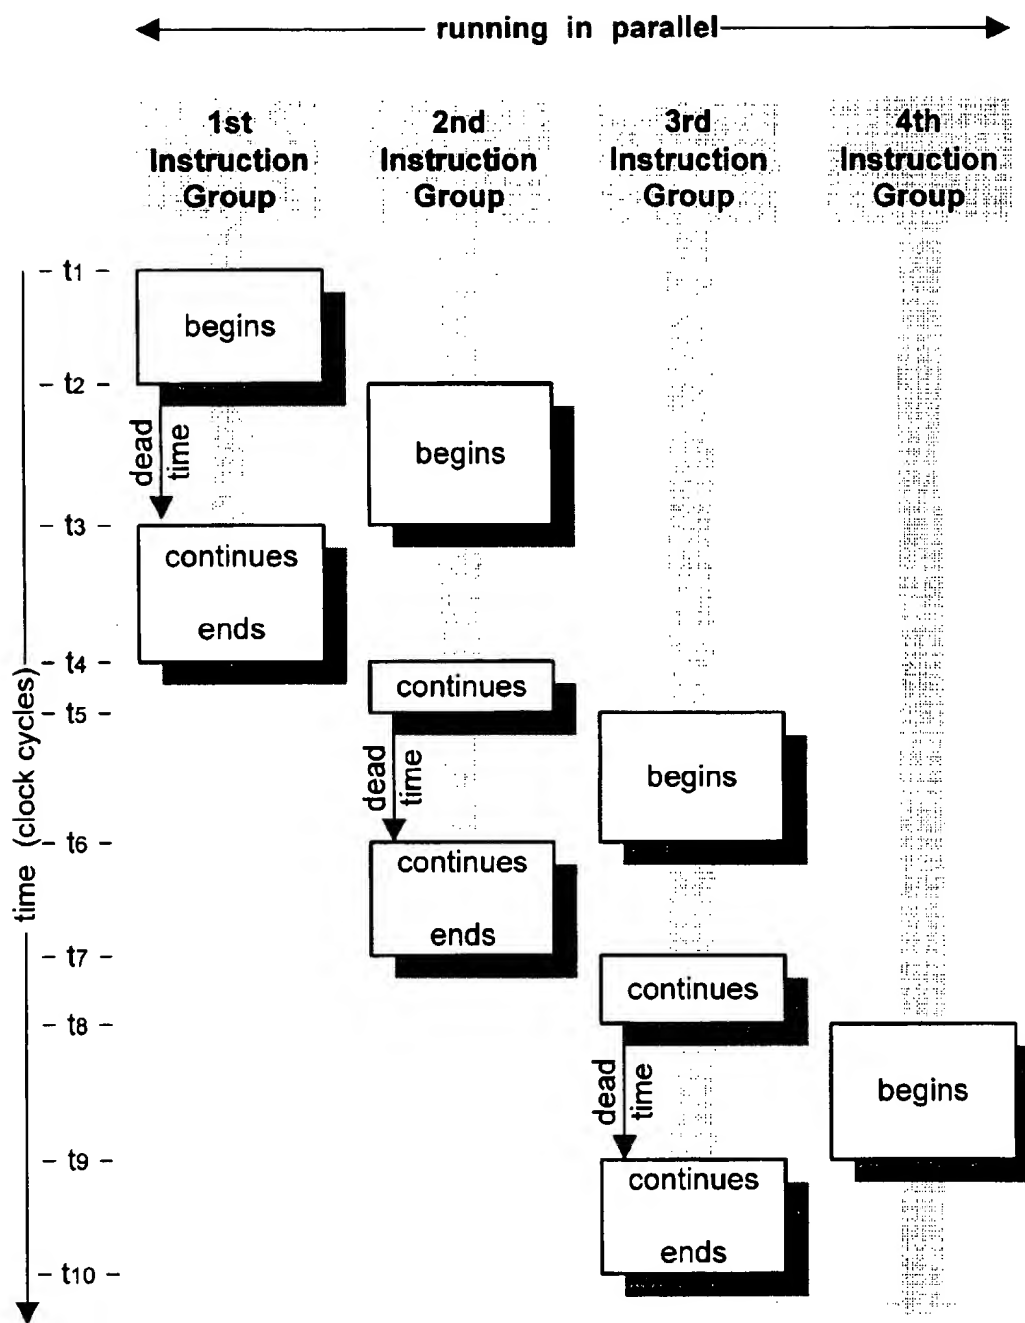 running in parallel
1st
Instruction
Group
2nd
Instruction
Group
3rd
Instruction
Group
4th
Instruction
Group
time (clock cycles)
- t1 -
begins
- t2 -
dead
time
begins
- t3 -
continues
ends
- t4 -
continues
- t5 -
dead
time
begins
- t6 -
continues
ends
- t7 -
continues
- t8 -
dead
time
begins
- t9 -
continues
ends
- t10 -